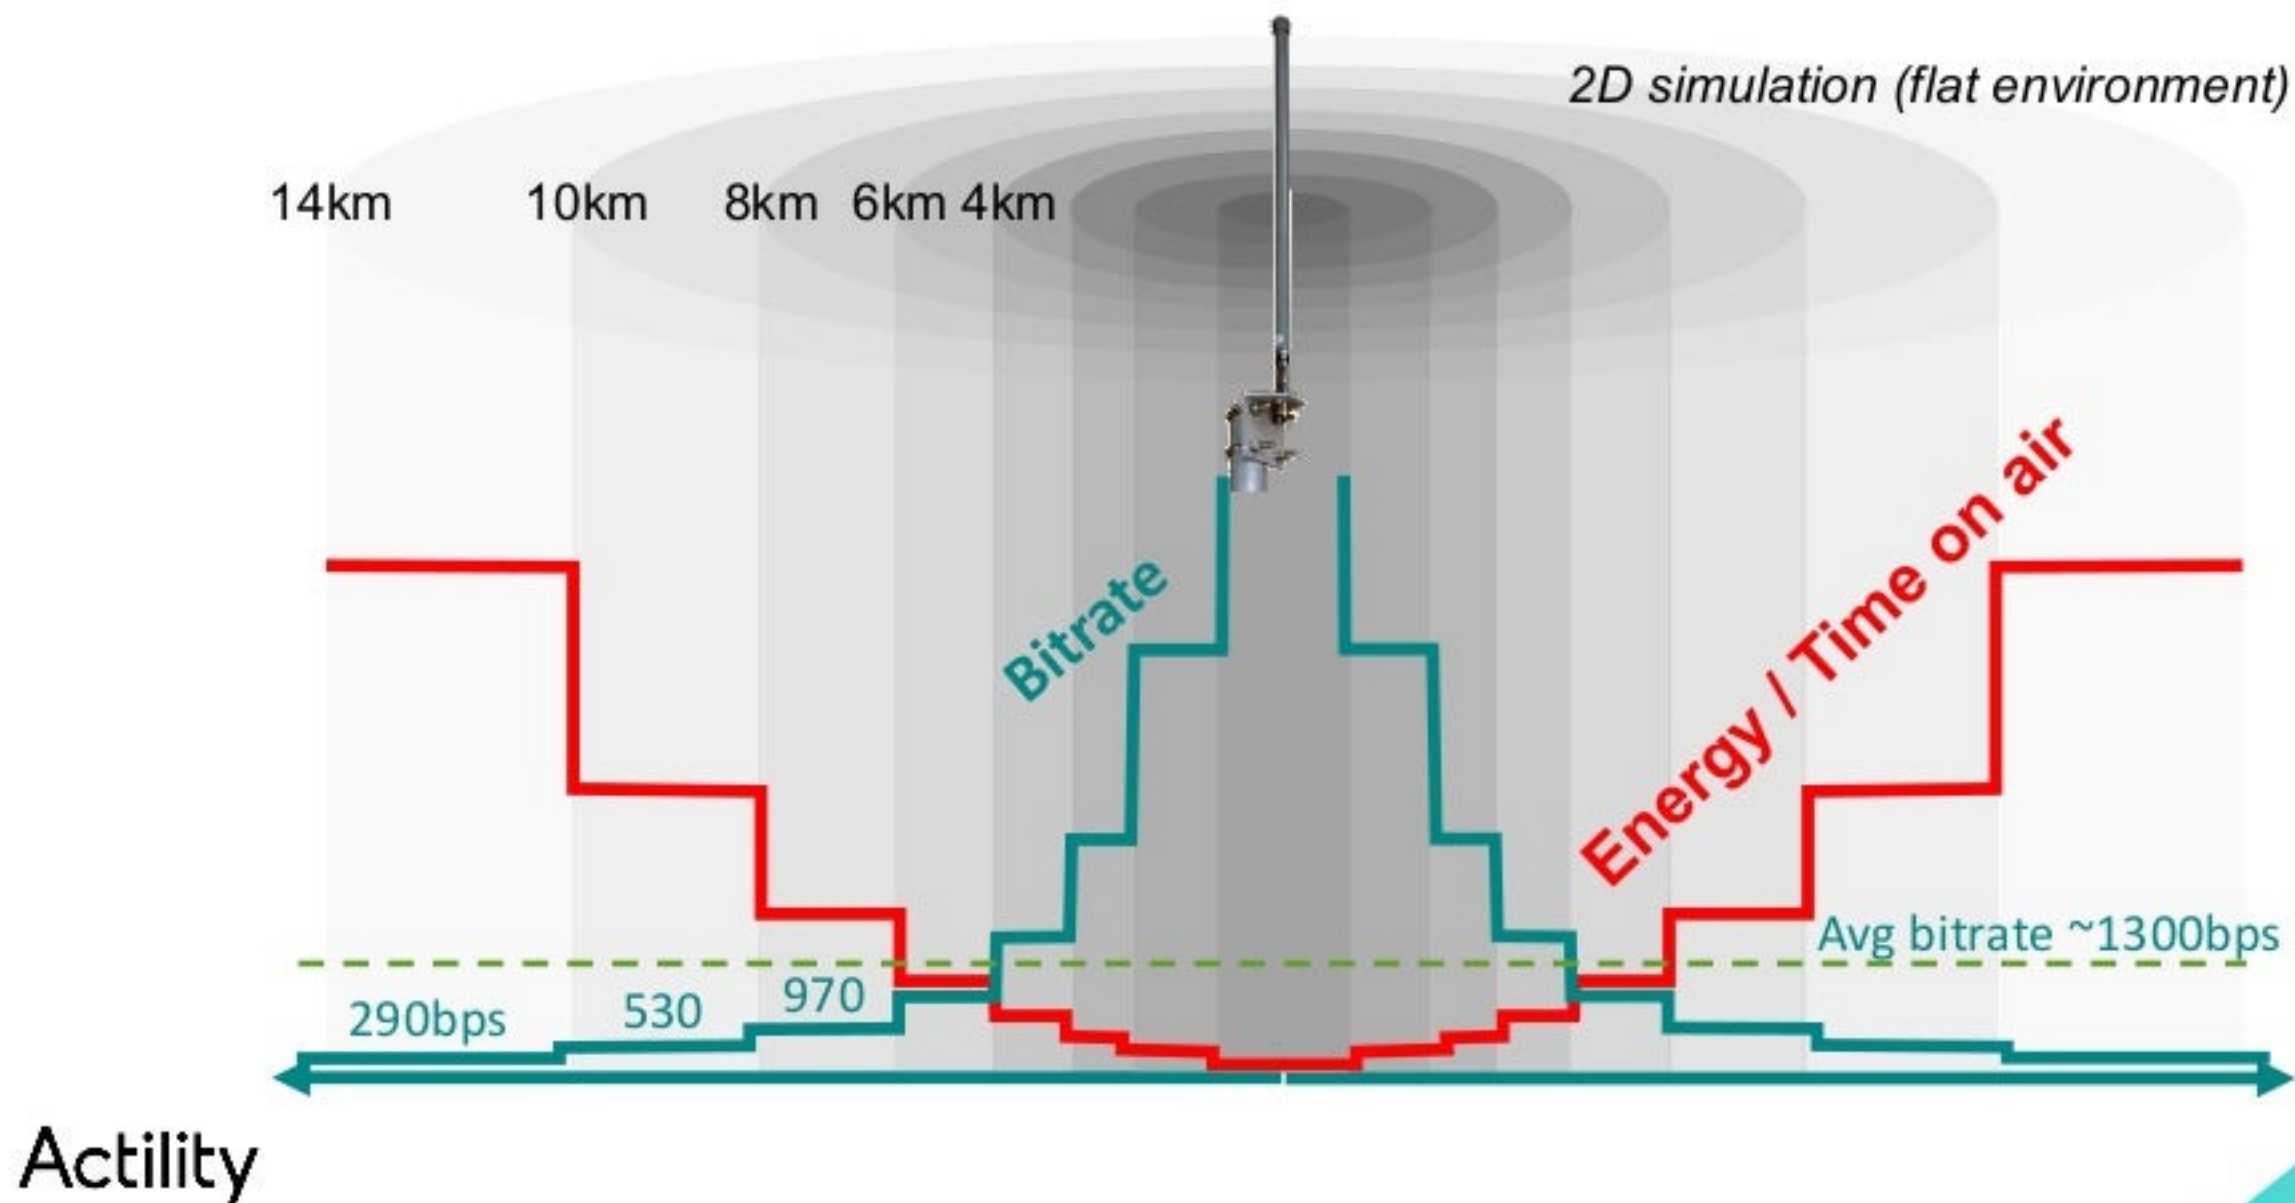 2D simulation (flat environment)
14km 10km 8km 6km 4km
Bitrate
Energy / Time on air
Avg bitrate ~1300bps
290bps 530 970
Actility